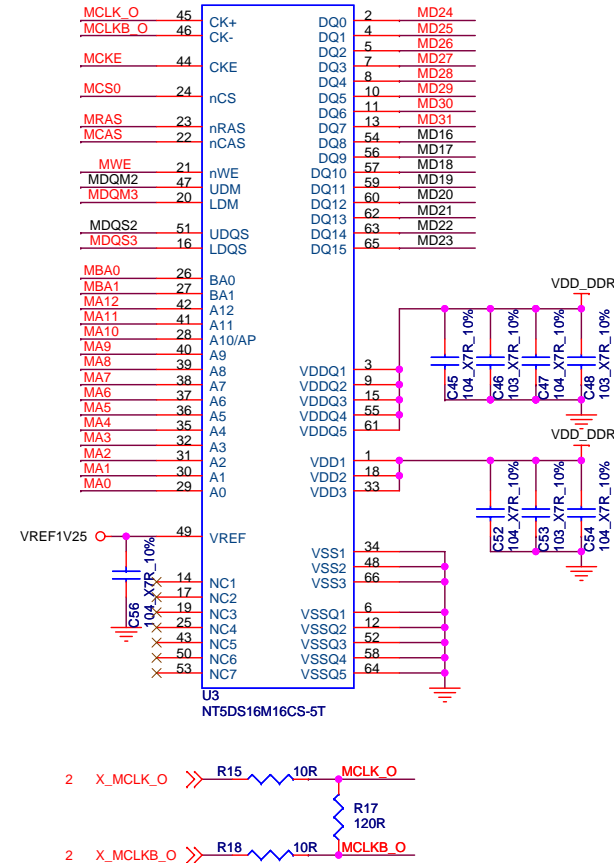 MCLK_O 45 CK+ DQ0 2 MD24
MCLKB_O 46 CK- DQ1 4 MD25
DQ2 5 MD26
MCKE 44 CKE DQ3 7 MD27
DQ4 8 MD28
MCS0 24 nCS DQ5 10 MD29
DQ6 11 MD30
MRAS 23 nRAS DQ7 13 MD31
MCAS 22 nCAS DQ8 54 MD16
DQ9 56 MD17
MWE 21 nWE DQ10 57 MD18
MDQM2 47 UDM DQ11 59 MD19
MDQM3 20 LDM DQ12 60 MD20
DQ13 62 MD21
MDQS2 51 UDQS DQ14 63 MD22
MDQS3 16 LDQS DQ15 65 MD23
MBA0 26 BA0
MBA1 27 BA1
MA12 42 A12
MA11 41 A11
MA10 28 A10/AP
MA9 40 A9
MA8 39 A8 VDDQ1 3
MA7 38 A7 VDDQ2 9
MA6 37 A6 VDDQ3 15
MA5 36 A5 VDDQ4 55
MA4 35 A4 VDDQ5 61
MA3 32 A3
MA2 31 A2 VDD1 1
MA1 30 A1 VDD2 18
MA0 29 A0 VDD3 33
VDD_DDR
C45 104_X7R_10%
C46 103_X7R_10%
C47 104_X7R_10%
C48 103_X7R_10%
VDD_DDR
C52 104_X7R_10%
C53 103_X7R_10%
C54 104_X7R_10%
VREF1V25 49 VREF
C56 104_X7R_10%
VSS1 34
VSS2 48
VSS3 66
14 NC1
17 NC2
19 NC3 VSSQ1 6
25 NC4 VSSQ2 12
43 NC5 VSSQ3 52
50 NC6 VSSQ4 58
53 NC7 VSSQ5 64
U3
NT5DS16M16CS-5T
2 X_MCLK_O R15 10R MCLK_O
R17
120R
2 X_MCLKB_O R18 10R MCLKB_O